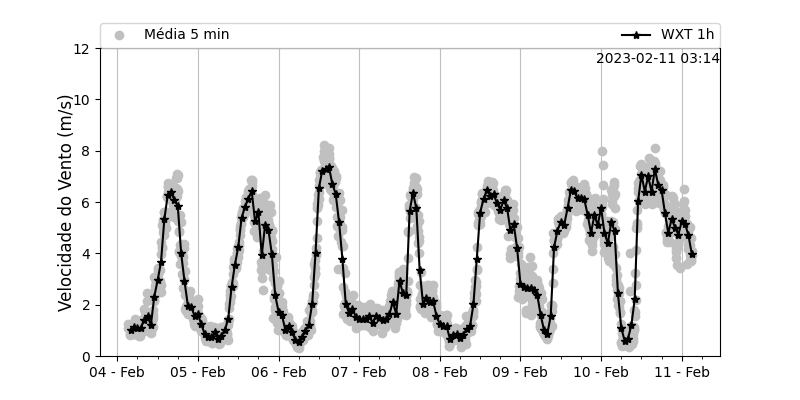 Média 5 min
WXT 1h
2023-02-11 03:14
Velocidade do Vento (m/s)
12
10
8
6
4
2
0
04 - Feb
05 - Feb
06 - Feb
07 - Feb
08 - Feb
09 - Feb
10 - Feb
11 - Feb